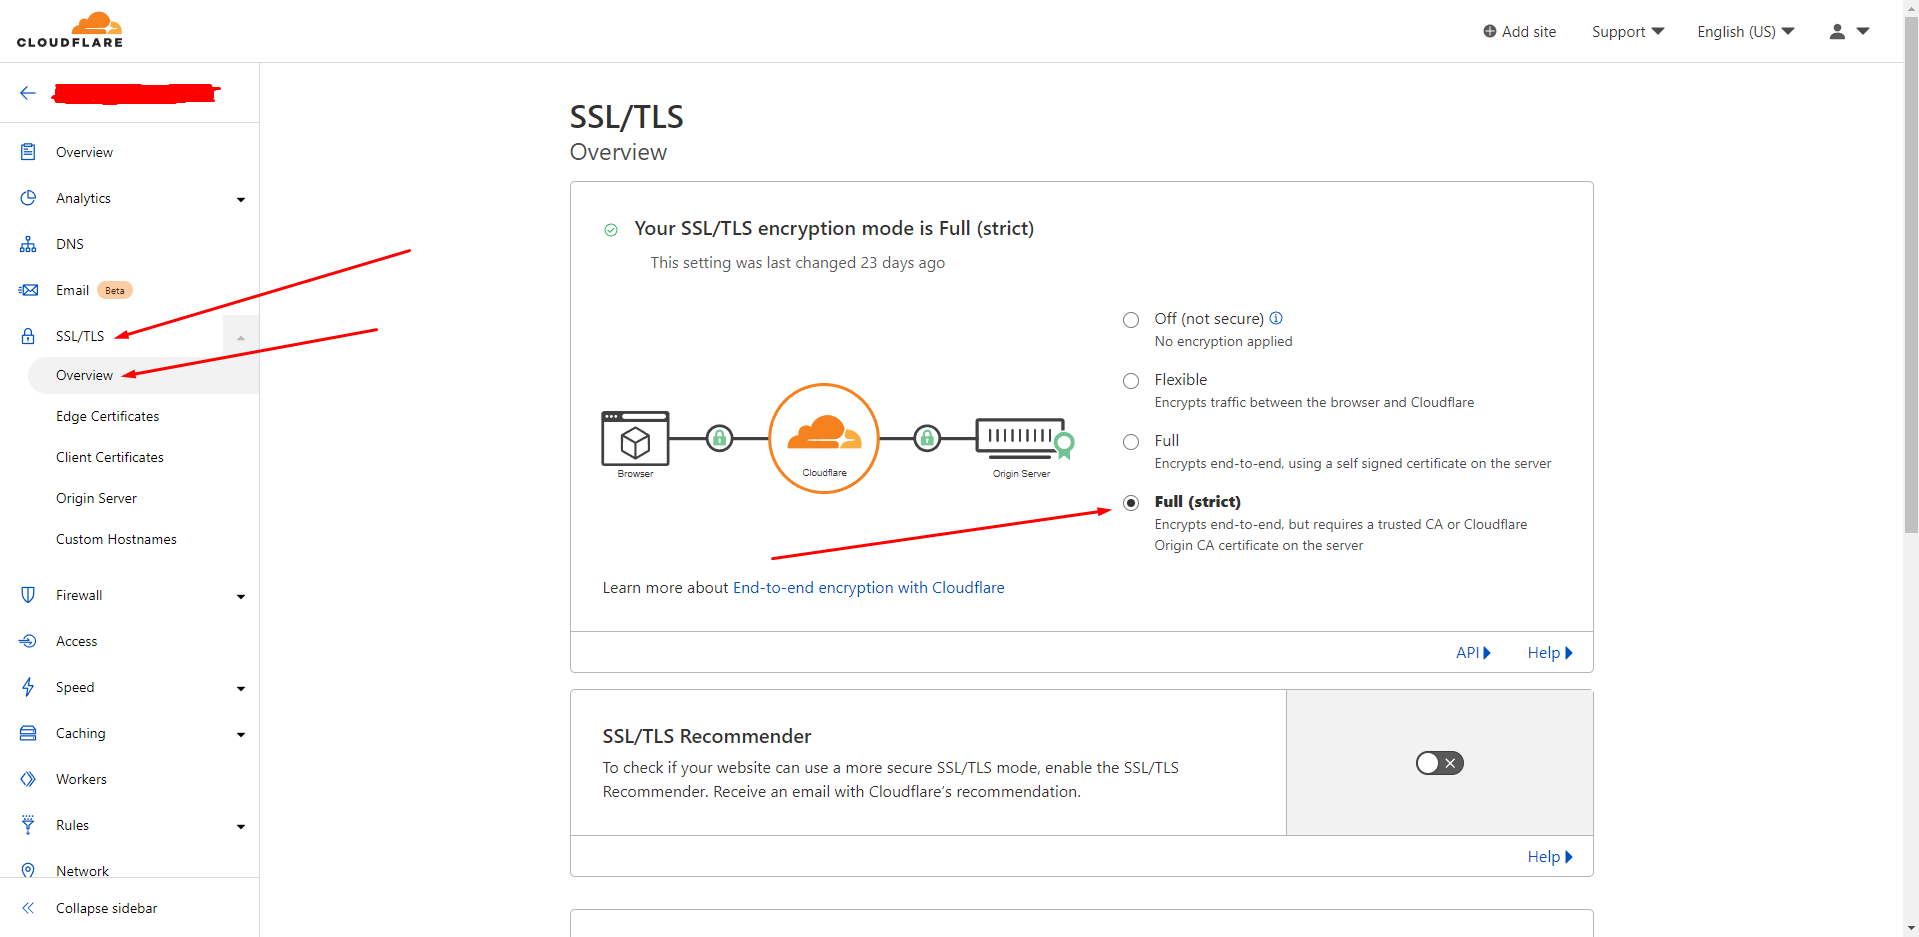 CLOUDFLARE
Add site
Support
English (US)
Overview
Analytics
DNS
Email Beta
SSL/TLS
Overview
Edge Certificates
Client Certificates
Origin Server
Custom Hostnames
Firewall
Access
Speed
Caching
Workers
Rules
Network
Collapse sidebar
SSL/TLS
Overview
Your SSL/TLS encryption mode is Full (strict)
This setting was last changed 23 days ago
Browser
Cloudflare
Origin Server
Off (not secure)
No encryption applied
Flexible
Encrypts traffic between the browser and Cloudflare
Full
Encrypts end-to-end, using a self signed certificate on the server
Full (strict)
Encrypts end-to-end, but requires a trusted CA or Cloudflare
Origin CA certificate on the server
Learn more about End-to-end encryption with Cloudflare
API
Help
SSL/TLS Recommender
To check if your website can use a more secure SSL/TLS mode, enable the SSL/TLS
Recommender. Receive an email with Cloudflare's recommendation.
Help